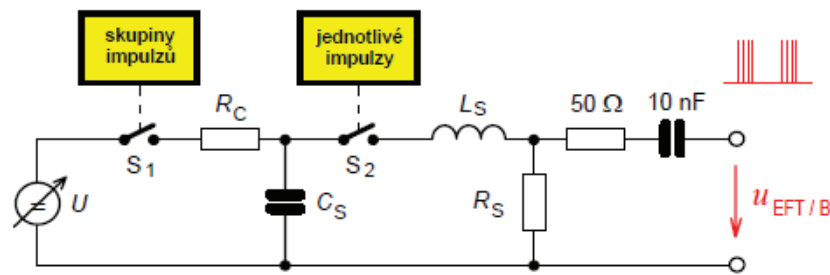 skupiny
impulzů
jednotlivé
impulzy
R_C
L_S
50 Ω
10 nF
S_1
S_2
U
C_S
R_S
u_EFT / B